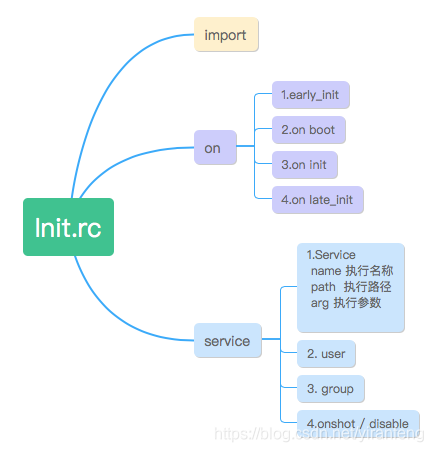 import
1.early_init
2.on boot
on
3.on init
4.on late_init
Init.rc
1.Service
name 执行名称
path 执行路径
arg 执行参数
service
2. user
3. group
4.onshot / disable
https://blog.csdn.net/yiranfeng